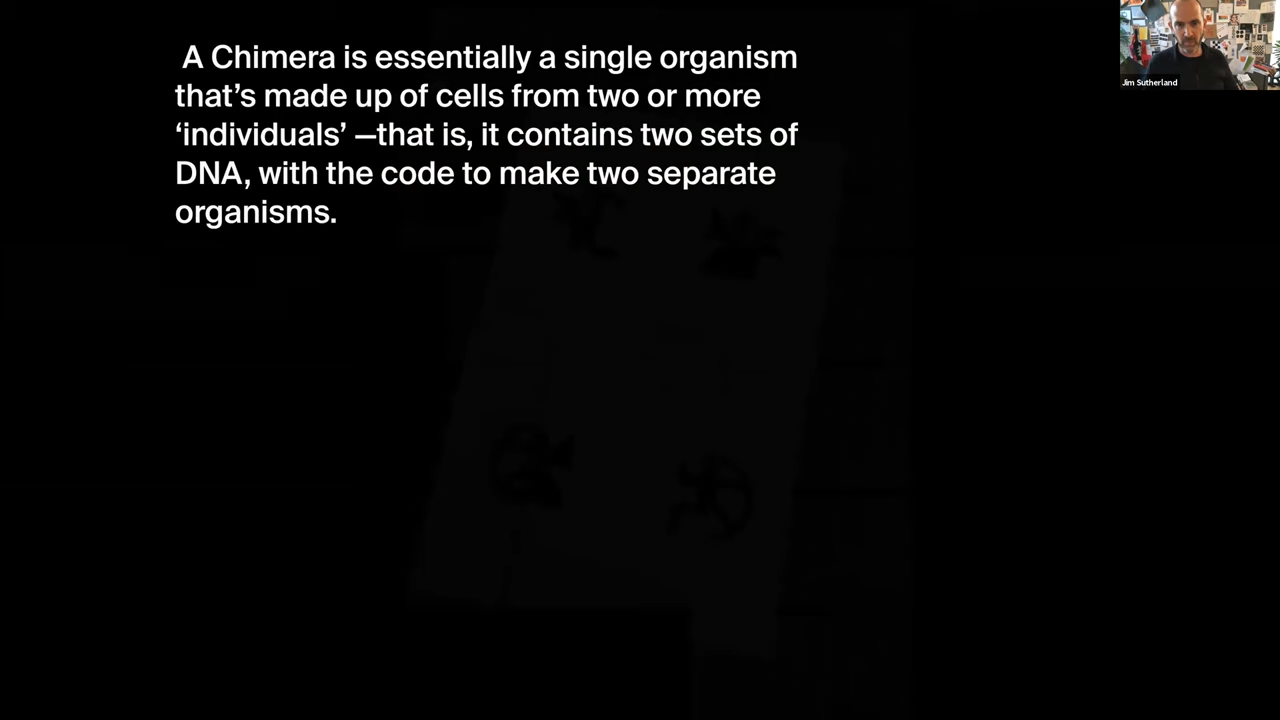 A Chimera is essentially a single organism
that’s made up of cells from two or more
‘individuals’ —that is, it contains two sets of
DNA, with the code to make two separate
organisms.
Jim Sutherland